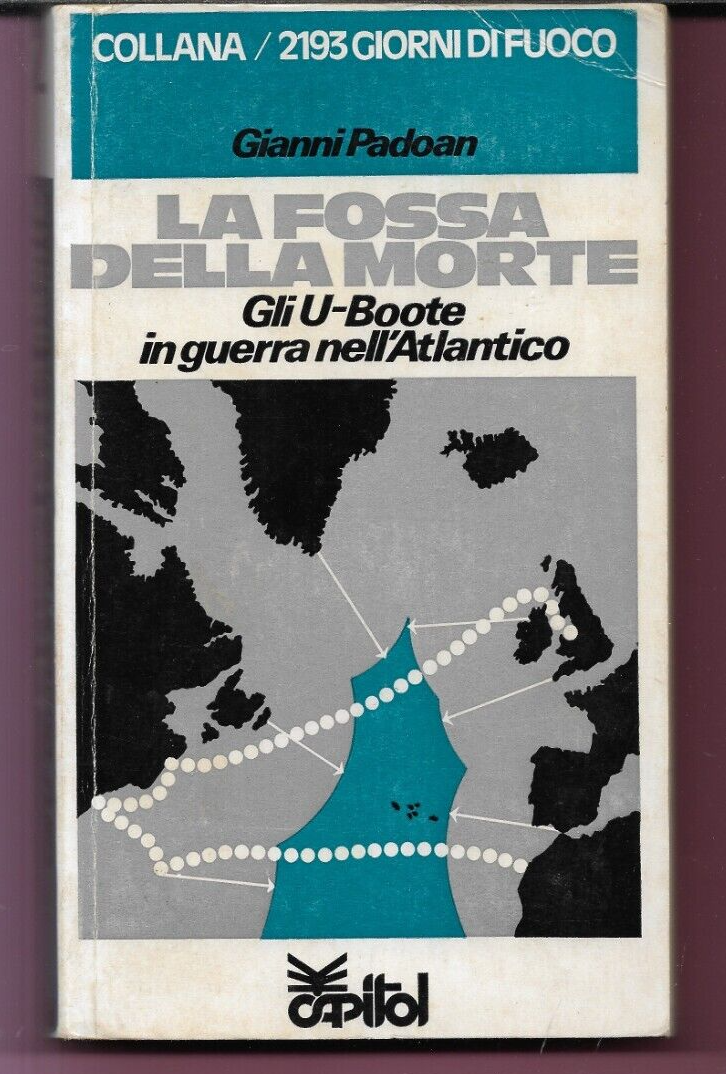 COLLANA / 2193 GIORNI DI FUOCO
Gianni Padoan
LA FOSSA
DELLA MORTE
Gli U-Boote
in guerra nell'Atlantico
CAPITOL